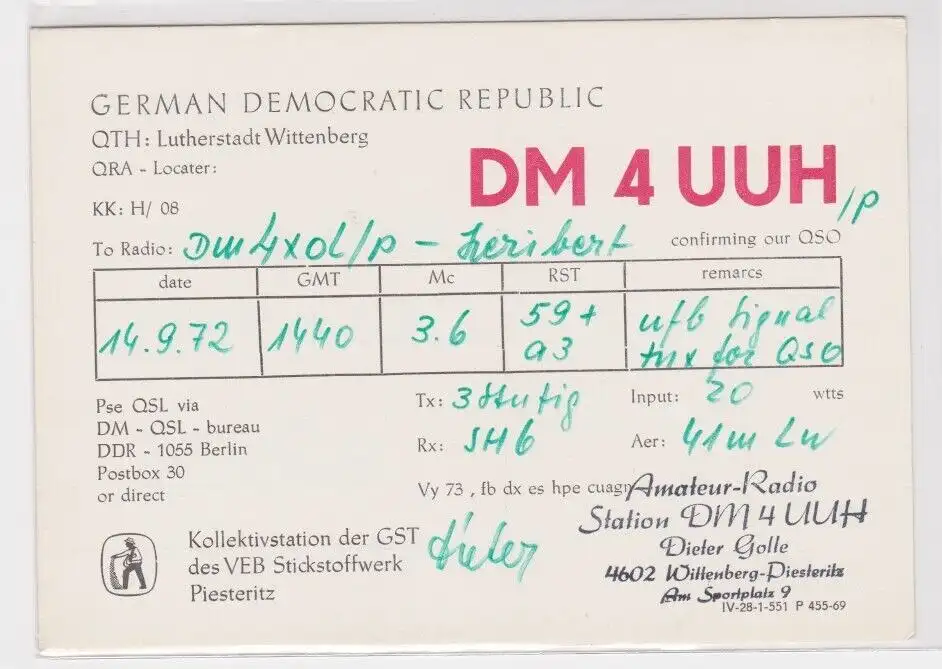 GERMAN DEMOCRATIC REPUBLIC
QTH: Lutherstadt Wittenberg
QRA - Locater:
DM 4 UUH /p
KK: H/ 08
To Radio: DM4XOL/p - Heribert confirming our QSO
date GMT Mc RST remarcs
14.9.72 1440 3.6 59+ ufb signal
a3 tnx for QSO
Pse QSL via Tx: 3stufig Input: 20 wtts
DM - QSL - bureau
DDR - 1055 Berlin Rx: SH6 Aer: 41m Lw
Postbox 30
or direct Vy 73, fb dx es hpe cuagn
Amateur-Radio
Station DM 4 UUH
Dieter Golle
4602 Wittenberg-Piesteritz
Am Sportplatz 9
Kollektivstation der GST Dieter
des VEB Stickstoffwerk
Piesteritz
IV-28-1-551 P 455-69